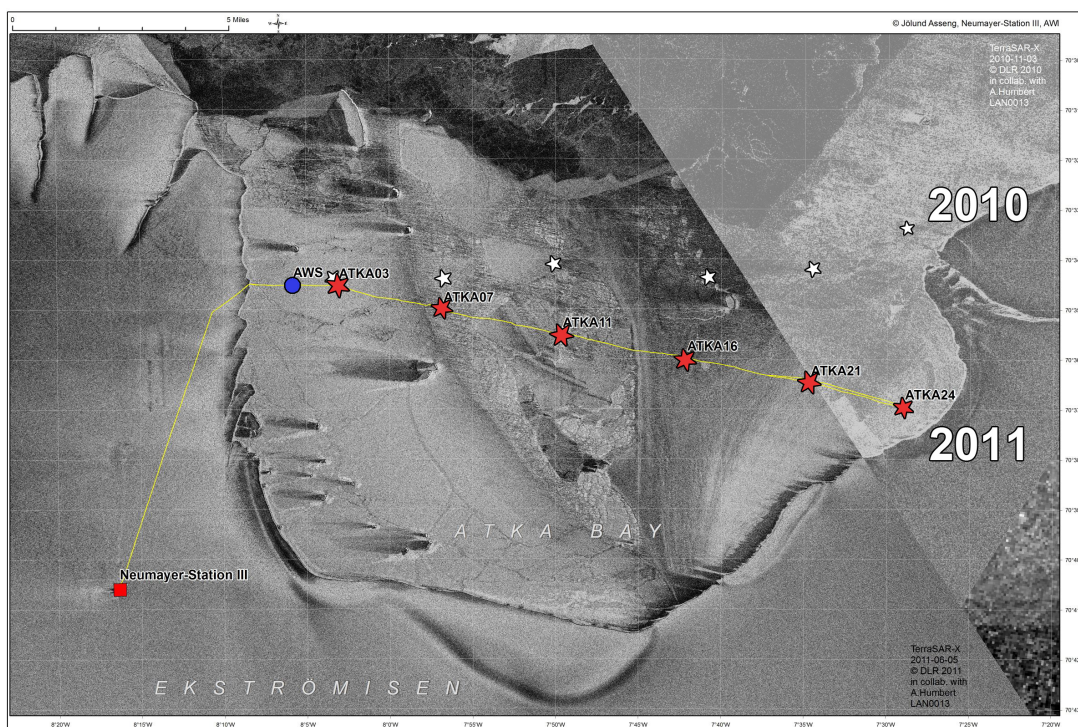 0
5 Miles
© Jölund Asseng, Neumayer-Station III, AWI
TerraSAR-X
2010-11-03
© DLR 2010
in collab. with
A.Humbert
LAN0013
2010
AWS
ATKA03
ATKA07
ATKA11
ATKA16
ATKA21
ATKA24
2011
ATKA BAY
Neumayer-Station III
EKSTRÖMISEN
TerraSAR-X
2011-06-05
© DLR 2011
in collab. with
A.Humbert
LAN0013
8°20'W
8°15'W
8°10'W
8°5'W
8°0'W
7°55'W
7°50'W
7°45'W
7°40'W
7°35'W
7°30'W
7°25'W
7°20'W